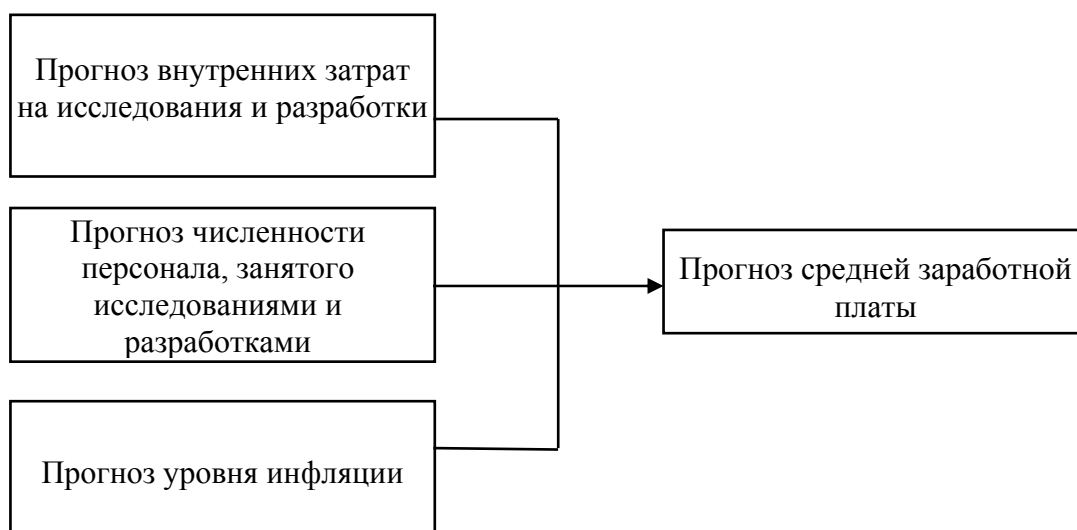 Прогноз внутренних затрат
на исследования и разработки
Прогноз численности
персонала, занятого
исследованиями и
разработками
Прогноз уровня инфляции
Прогноз средней заработной
платы